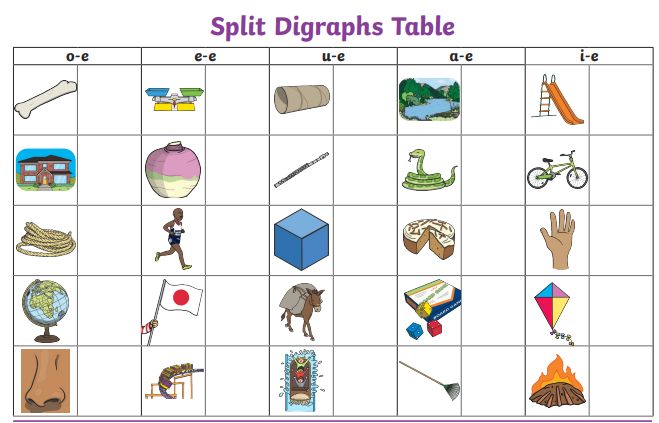 Split Digraphs Table
o-e e-e u-e a-e i-e